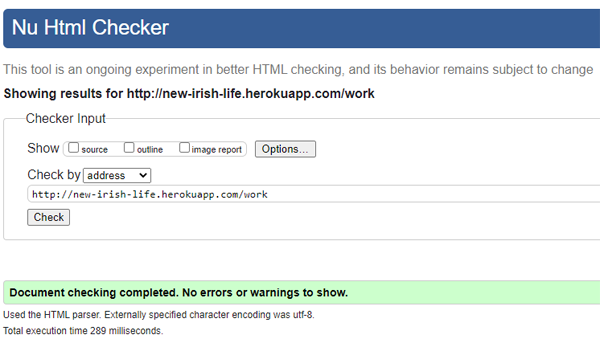 Nu Html Checker
This tool is an ongoing experiment in better HTML checking, and its behavior remains subject to change
Showing results for http://new-irish-life.herokuapp.com/work
Checker Input
Show source outline image report Options...
Check by address
http://new-irish-life.herokuapp.com/work
Check
Document checking completed. No errors or warnings to show.
Used the HTML parser. Externally specified character encoding was utf-8.
Total execution time 289 milliseconds.